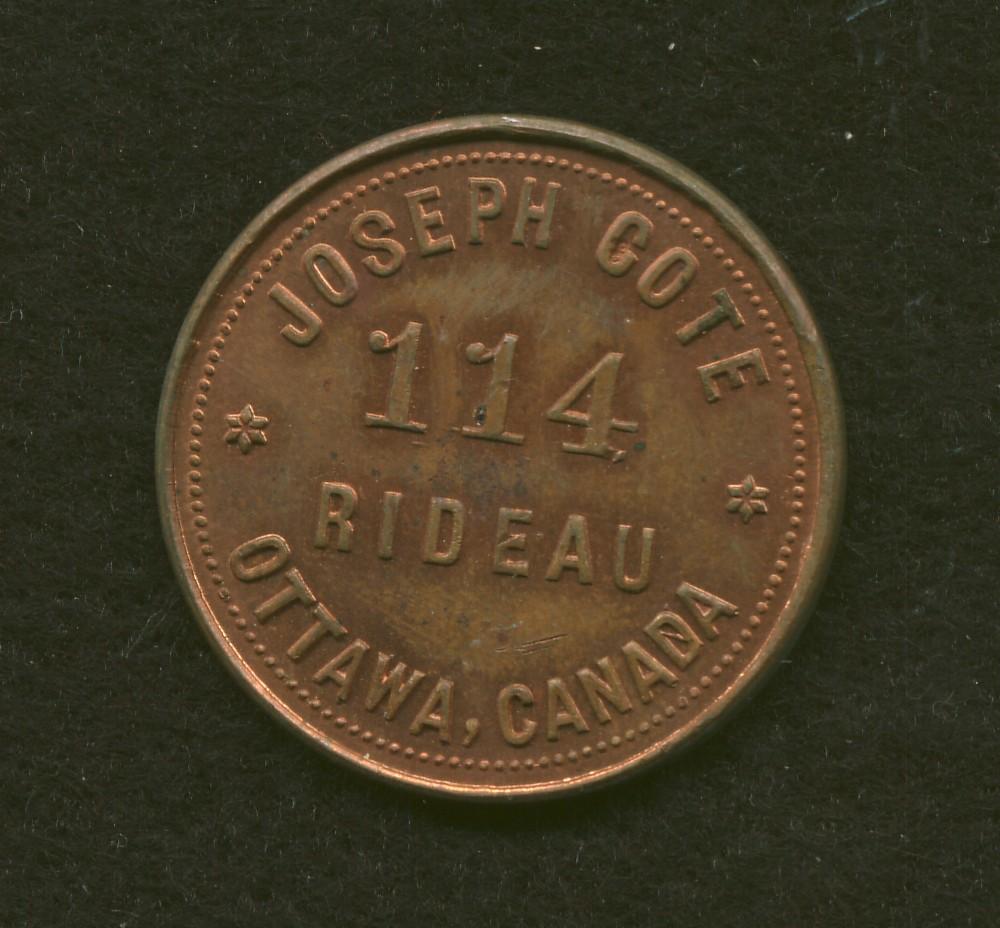 JOSEPH COTE
114
RIDEAU
OTTAWA, CANADA